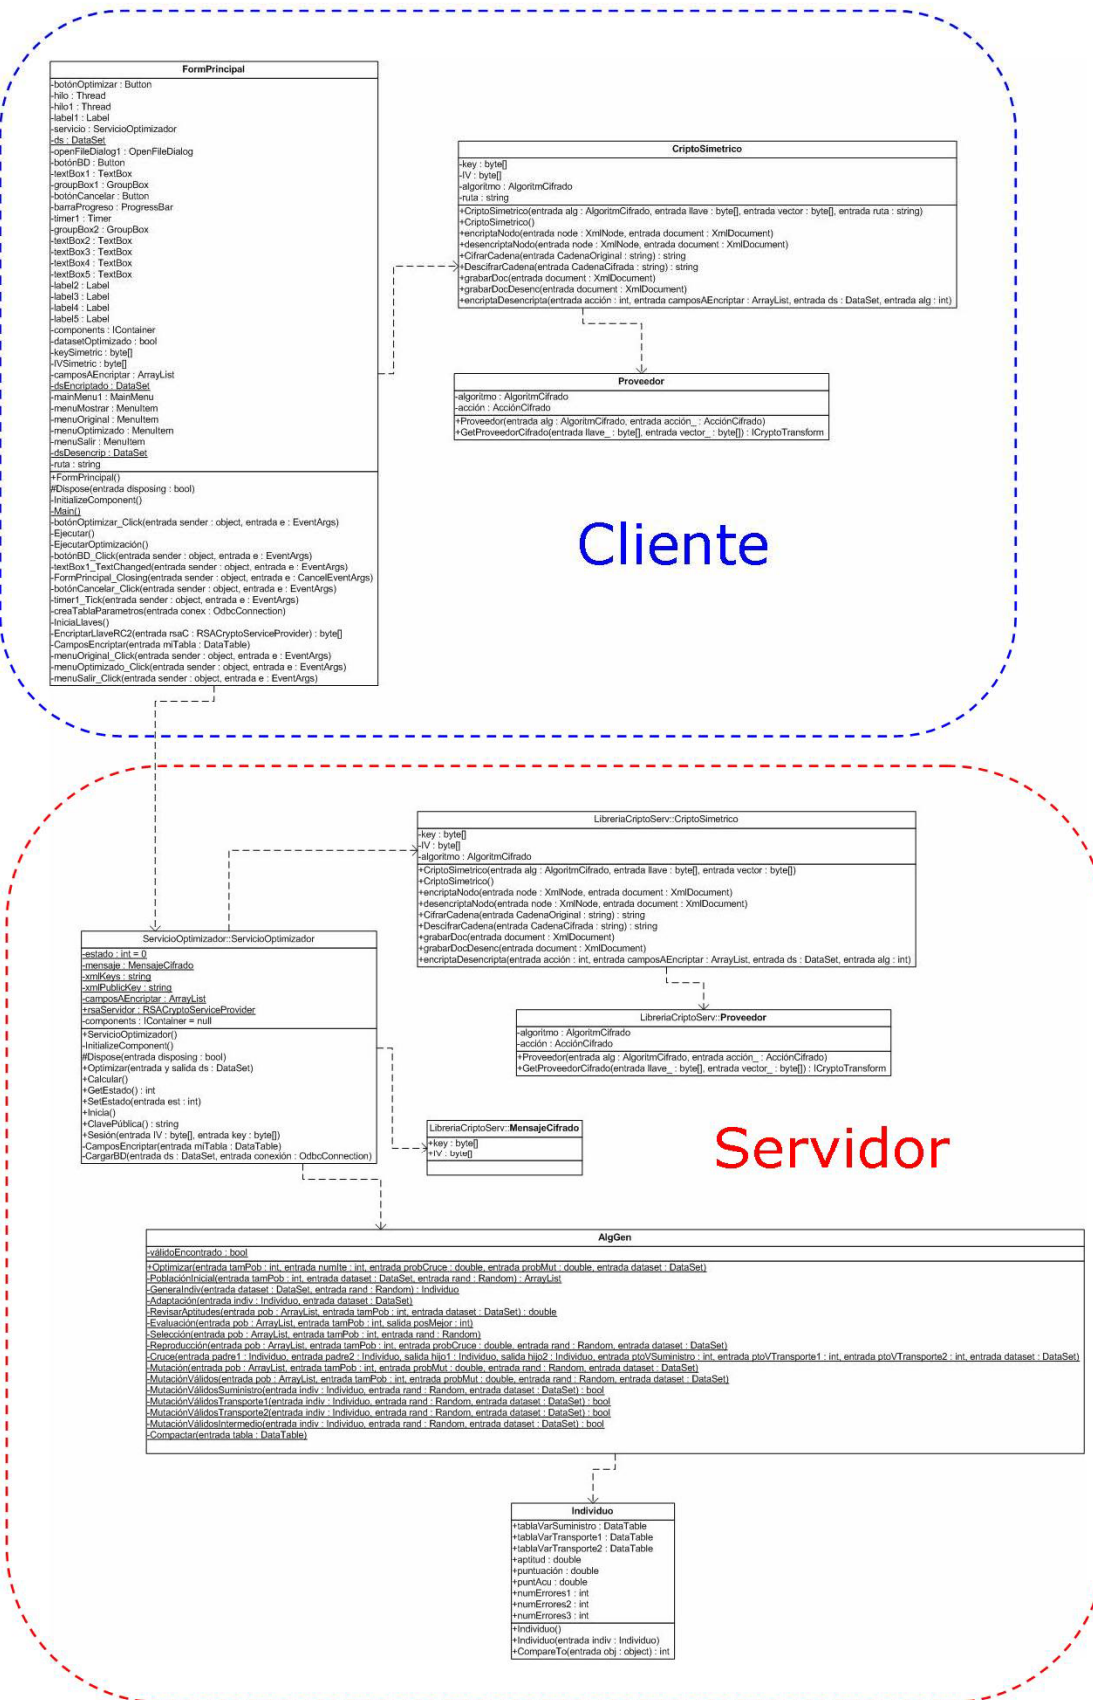 FormPrincipal
-botónOptimizar : Button
-hilo : Thread
-hilo1 : Thread
-label1 : Label
-servicio : ServicioOptimizador
-ds : DataSet
-openFileDialog1 : OpenFileDialog
-botónBD : Button
-textBox1 : TextBox
-groupBox1 : GroupBox
-botónCancelar : Button
-barraProgreso : ProgressBar
-timer1 : Timer
-groupBox2 : GroupBox
-textBox2 : TextBox
-textBox3 : TextBox
-textBox4 : TextBox
-textBox5 : TextBox
-label2 : Label
-label3 : Label
-label4 : Label
-label5 : Label
-components : IContainer
-datasetOptimizado : bool
-keySimetric : byte[]
-IVSimetric : byte[]
-camposAEncriptar : ArrayList
-dsEncriptado : DataSet
-mainMenu1 : MainMenu
-menuMostrar : MenuItem
-menuOriginal : MenuItem
-menuOptimizado : MenuItem
-menuSalir : MenuItem
-dsDesencrip : DataSet
-ruta : string
+FormPrincipal()
#Dispose(entrada disposing : bool)
-InitializeComponent()
-Main()
-botónOptimizar_Click(entrada sender : object, entrada e : EventArgs)
-Ejecutar()
-EjecutarOptimización()
-botónBD_Click(entrada sender : object, entrada e : EventArgs)
-textBox1_TextChanged(entrada sender : object, entrada e : EventArgs)
-FormPrincipal_Closing(entrada sender : object, entrada e : CancelEventArgs)
-botónCancelar_Click(entrada sender : object, entrada e : EventArgs)
-timer1_Tick(entrada sender : object, entrada e : EventArgs)
-creaTablaParametros(entrada conex : OdbcConnection)
-IniciaLlaves()
-EncriptarLlaveRC2(entrada rsaC : RSACryptoServiceProvider) : byte[]
-CamposEncriptar(entrada miTabla : DataTable)
-menuOriginal_Click(entrada sender : object, entrada e : EventArgs)
-menuOptimizado_Click(entrada sender : object, entrada e : EventArgs)
-menuSalir_Click(entrada sender : object, entrada e : EventArgs)
CriptoSimetrico
-key : byte[]
-IV : byte[]
-algoritmo : AlgoritmCifrado
-ruta : string
+CriptoSimetrico(entrada alg : AlgoritmCifrado, entrada llave : byte[], entrada vector : byte[], entrada ruta : string)
+CriptoSimetrico()
+encriptaNodo(entrada node : XmlNode, entrada document : XmlDocument)
+desencriptaNodo(entrada node : XmlNode, entrada document : XmlDocument)
+CifrarCadena(entrada CadenaOriginal : string) : string
+DescifrarCadena(entrada CadenaCifrada : string) : string
+grabarDoc(entrada document : XmlDocument)
+grabarDocDesenc(entrada document : XmlDocument)
+encriptaDesencripta(entrada acción : int, entrada camposAEncriptar : ArrayList, entrada ds : DataSet, entrada alg : int)
Proveedor
-algoritmo : AlgoritmCifrado
-acción : AcciónCifrado
+Proveedor(entrada alg : AlgoritmCifrado, entrada acción_ : AcciónCifrado)
+GetProveedorCifrado(entrada llave_ : byte[], entrada vector_ : byte[]) : ICryptoTransform
Cliente
LibreriaCriptoServ::CriptoSimetrico
-key : byte[]
-IV : byte[]
-algoritmo : AlgoritmCifrado
+CriptoSimetrico(entrada alg : AlgoritmCifrado, entrada llave : byte[], entrada vector : byte[])
+CriptoSimetrico()
+encriptaNodo(entrada node : XmlNode, entrada document : XmlDocument)
+desencriptaNodo(entrada node : XmlNode, entrada document : XmlDocument)
+CifrarCadena(entrada CadenaOriginal : string) : string
+DescifrarCadena(entrada CadenaCifrada : string) : string
+grabarDoc(entrada document : XmlDocument)
+grabarDocDesenc(entrada document : XmlDocument)
+encriptaDesencripta(entrada acción : int, entrada camposAEncriptar : ArrayList, entrada ds : DataSet, entrada alg : int)
ServicioOptimizador::ServicioOptimizador
-estado : int = 0
-mensaje : MensajeCifrado
-xmlKeys : string
-xmlPublicKey : string
-camposAEncriptar : ArrayList
+rsaServidor : RSACryptoServiceProvider
-components : IContainer = null
+ServicioOptimizador()
-InitializeComponent()
#Dispose(entrada disposing : bool)
+Optimizar(entrada y salida ds : DataSet)
+Calcular()
+GetEstado() : int
+SetEstado(entrada est : int)
+Inicia()
+ClavePública() : string
+Sesión(entrada IV : byte[], entrada key : byte[])
-CamposEncriptar(entrada miTabla : DataTable)
-CargarBD(entrada ds : DataSet, entrada conexión : OdbcConnection)
LibreriaCriptoServ::Proveedor
-algoritmo : AlgoritmCifrado
-acción : AcciónCifrado
+Proveedor(entrada alg : AlgoritmCifrado, entrada acción_ : AcciónCifrado)
+GetProveedorCifrado(entrada llave_ : byte[], entrada vector_ : byte[]) : ICryptoTransform
LibreriaCriptoServ::MensajeCifrado
+key : byte[]
+IV : byte[]
Servidor
AlgGen
-válidoEncontrado : bool
+Optimizar(entrada tamPob : int, entrada numIte : int, entrada probCruce : double, entrada probMut : double, entrada dataset : DataSet)
-PoblaciónInicial(entrada tamPob : int, entrada dataset : DataSet, entrada rand : Random) : ArrayList
-GeneraIndiv(entrada dataset : DataSet, entrada rand : Random) : Individuo
-Adaptación(entrada indiv : Individuo, entrada dataset : DataSet)
-RevisarAptitudes(entrada pob : ArrayList, entrada tamPob : int, entrada dataset : DataSet) : double
-Evaluación(entrada pob : ArrayList, entrada tamPob : int, salida posMejor : int)
-Selección(entrada pob : ArrayList, entrada tamPob : int, entrada rand : Random)
-Reproducción(entrada pob : ArrayList, entrada tamPob : int, entrada probCruce : double, entrada rand : Random, entrada dataset : DataSet)
-Cruce(entrada padre1 : Individuo, entrada padre2 : Individuo, salida hijo1 : Individuo, salida hijo2 : Individuo, entrada ptoVSuministro : int, entrada ptoVTransporte1 : int, entrada ptoVTransporte2 : int, entrada dataset : DataSet)
-Mutación(entrada pob : ArrayList, entrada tamPob : int, entrada probMut : double, entrada rand : Random, entrada dataset : DataSet)
-MutaciónVálidos(entrada pob : ArrayList, entrada tamPob : int, entrada probMut : double, entrada rand : Random, entrada dataset : DataSet)
-MutaciónVálidosSuministro(entrada indiv : Individuo, entrada rand : Random, entrada dataset : DataSet) : bool
-MutaciónVálidosTransporte1(entrada indiv : Individuo, entrada rand : Random, entrada dataset : DataSet) : bool
-MutaciónVálidosTransporte2(entrada indiv : Individuo, entrada rand : Random, entrada dataset : DataSet) : bool
-MutaciónVálidosIntermedio(entrada indiv : Individuo, entrada rand : Random, entrada dataset : DataSet) : bool
-Compactar(entrada tabla : DataTable)
Individuo
+tablaVarSuministro : DataTable
+tablaVarTransporte1 : DataTable
+tablaVarTransporte2 : DataTable
+aptitud : double
+puntuación : double
+puntAcu : double
+numErrores1 : int
+numErrores2 : int
+numErrores3 : int
+Individuo()
+Individuo(entrada indiv : Individuo)
+CompareTo(entrada obj : object) : int